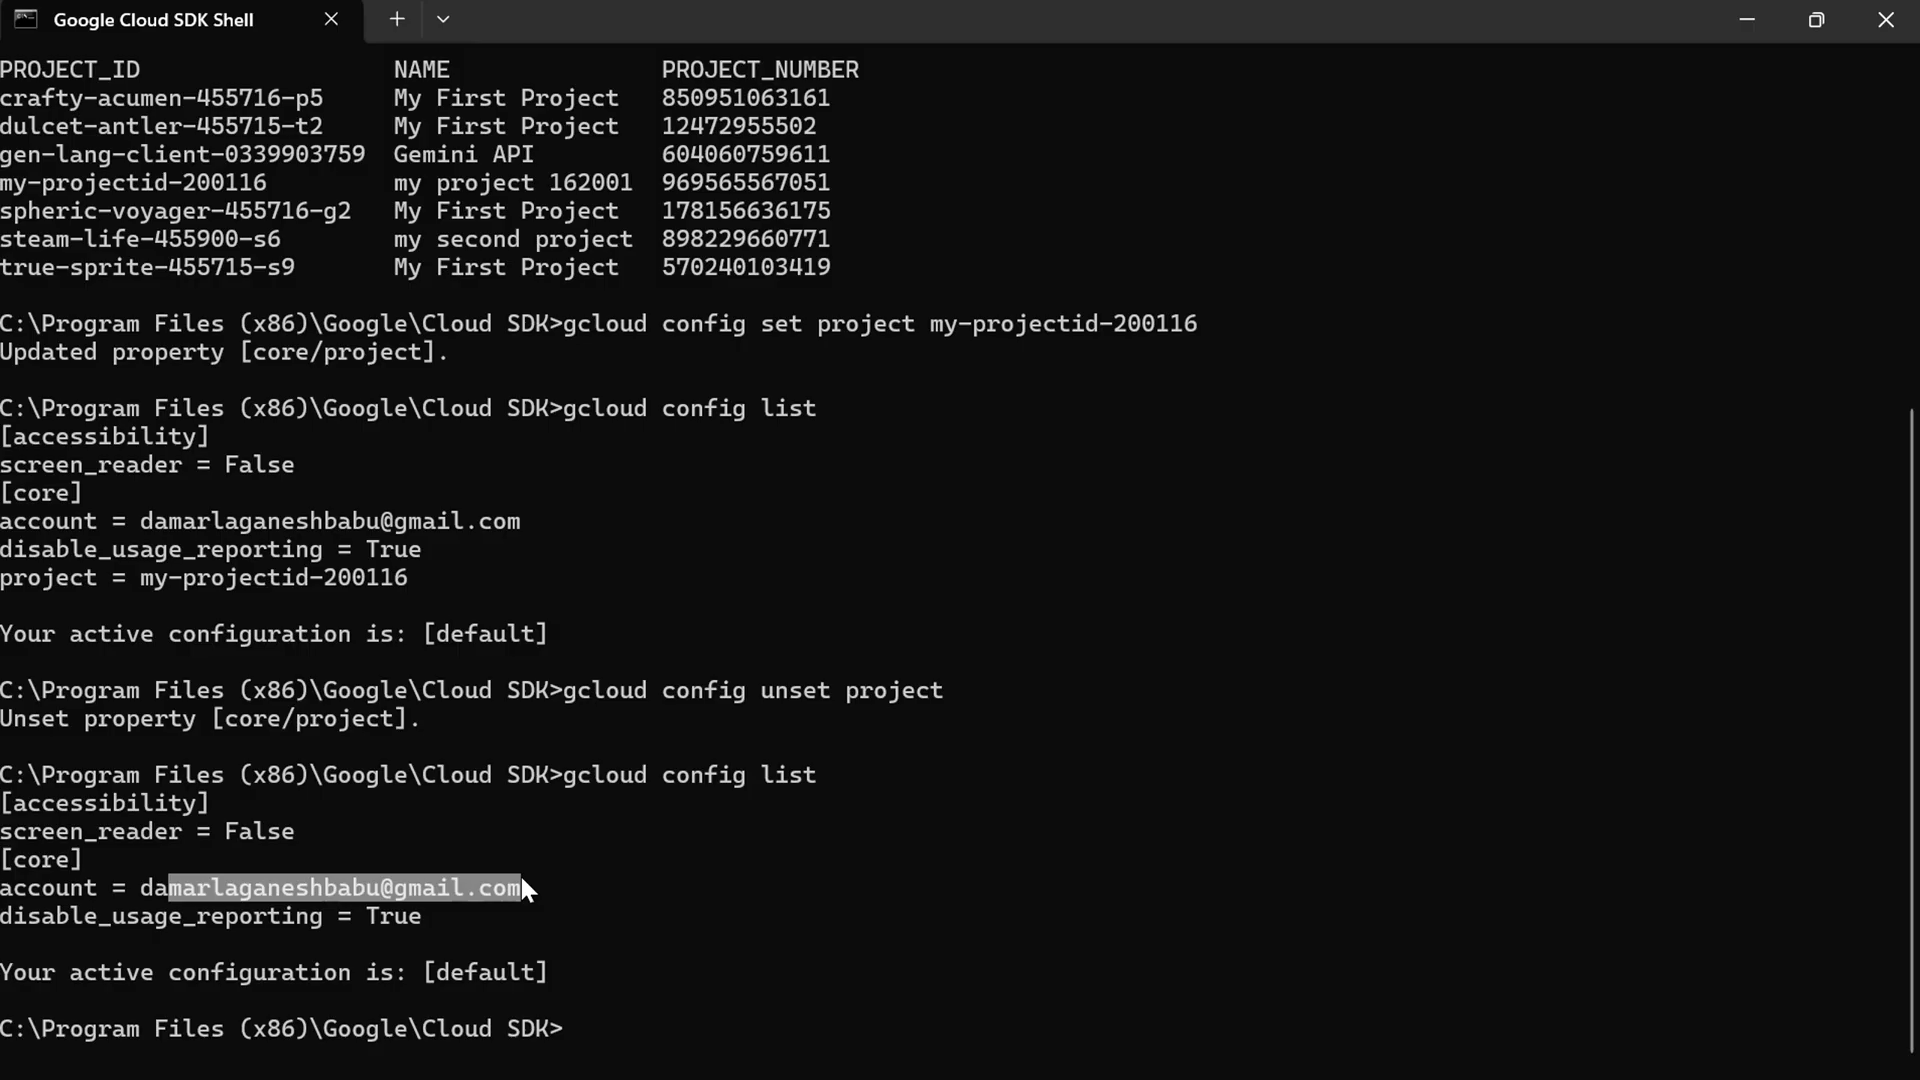 Google Cloud SDK Shell
PROJECT_ID NAME PROJECT_NUMBER
crafty-acumen-455716-p5 My First Project 850951063161
dulcet-antler-455715-t2 My First Project 12472955502
gen-lang-client-0339903759 Gemini API 604060759611
my-projectid-200116 my project 162001 969565567051
spheric-voyager-455716-g2 My First Project 178156636175
steam-life-455900-s6 my second project 898229660771
true-sprite-455715-s9 My First Project 570240103419
C:\Program Files (x86)\Google\Cloud SDK>gcloud config set project my-projectid-200116
Updated property [core/project].
C:\Program Files (x86)\Google\Cloud SDK>gcloud config list
[accessibility]
screen_reader = False
[core]
account = damarlaganeshbabu@gmail.com
disable_usage_reporting = True
project = my-projectid-200116
Your active configuration is: [default]
C:\Program Files (x86)\Google\Cloud SDK>gcloud config unset project
Unset property [core/project].
C:\Program Files (x86)\Google\Cloud SDK>gcloud config list
[accessibility]
screen_reader = False
[core]
account = damarlaganeshbabu@gmail.com
disable_usage_reporting = True
Your active configuration is: [default]
C:\Program Files (x86)\Google\Cloud SDK>